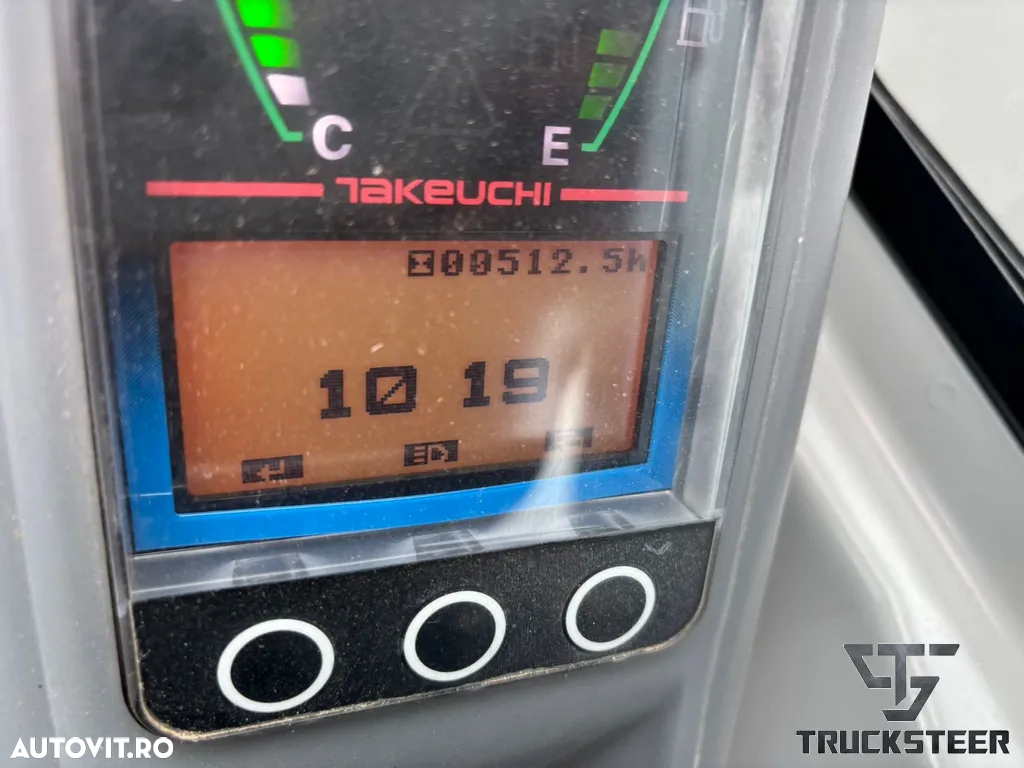 C
E
TAKEUCHI
00512.5h
10 19
TRUCKSTEER
AUTOVIT.RO